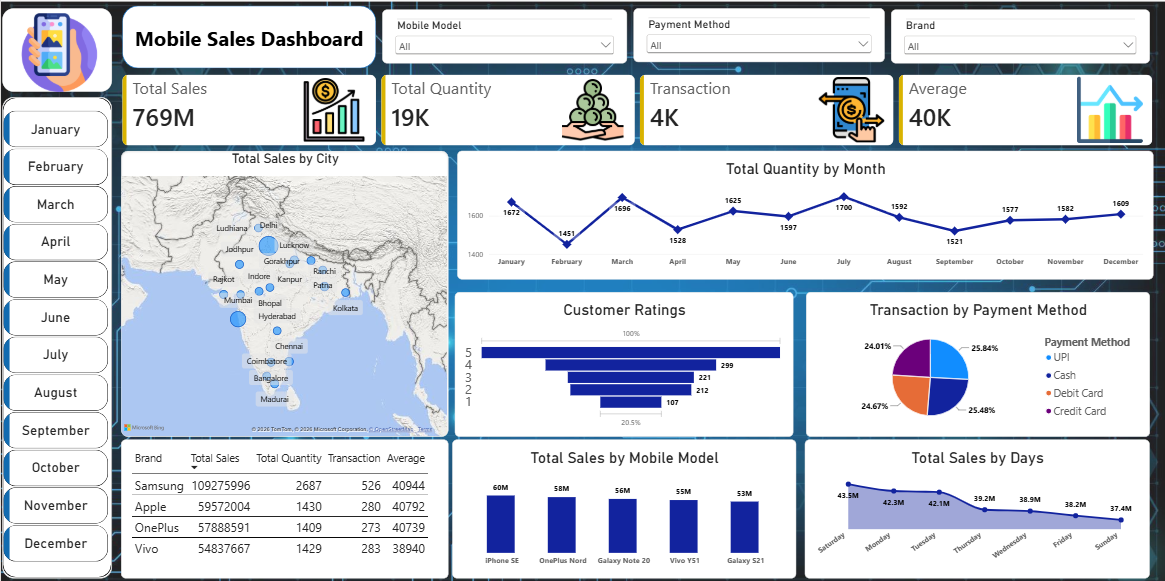 Mobile Sales Dashboard
Mobile Model
All
Payment Method
All
Brand
All
Total Sales
769M
Total Quantity
19K
Transaction
4K
Average
40K
January
February
March
April
May
June
July
August
September
October
November
December
Total Sales by City
Ludhiana
Delhi
Jodhpur
Lucknow
Gorakhpur
Rajkot
Indore
Kanpur
Ranchi
Patna
Mumbai
Bhopal
Kolkata
Hyderabad
Chennai
Coimbatore
Bangalore
Madurai
Microsoft Bing
© 2026 TomTom, © 2026 Microsoft Corporation, © OpenStreetMap Terms
Total Quantity by Month
1600
1400
1672
1451
1696
1528
1625
1597
1700
1592
1521
1577
1582
1609
January February March April May June July August September October November December
Customer Ratings
100%
5
4 299
3 221
2 212
1 107
20.5%
Transaction by Payment Method
24.01%
25.84%
24.67%
25.48%
Payment Method
UPI
Cash
Debit Card
Credit Card
Brand Total Sales Total Quantity Transaction Average
Samsung 109275996 2687 526 40944
Apple 59572004 1430 280 40792
OnePlus 57888591 1409 273 40739
Vivo 54837667 1429 283 38940
Total Sales by Mobile Model
60M 58M 56M 55M 53M
iPhone SE OnePlus Nord Galaxy Note 20 Vivo Y51 Galaxy S21
Total Sales by Days
43.5M 42.3M 42.1M 39.2M 38.9M 38.2M 37.4M
Saturday Monday Tuesday Thursday Wednesday Friday Sunday